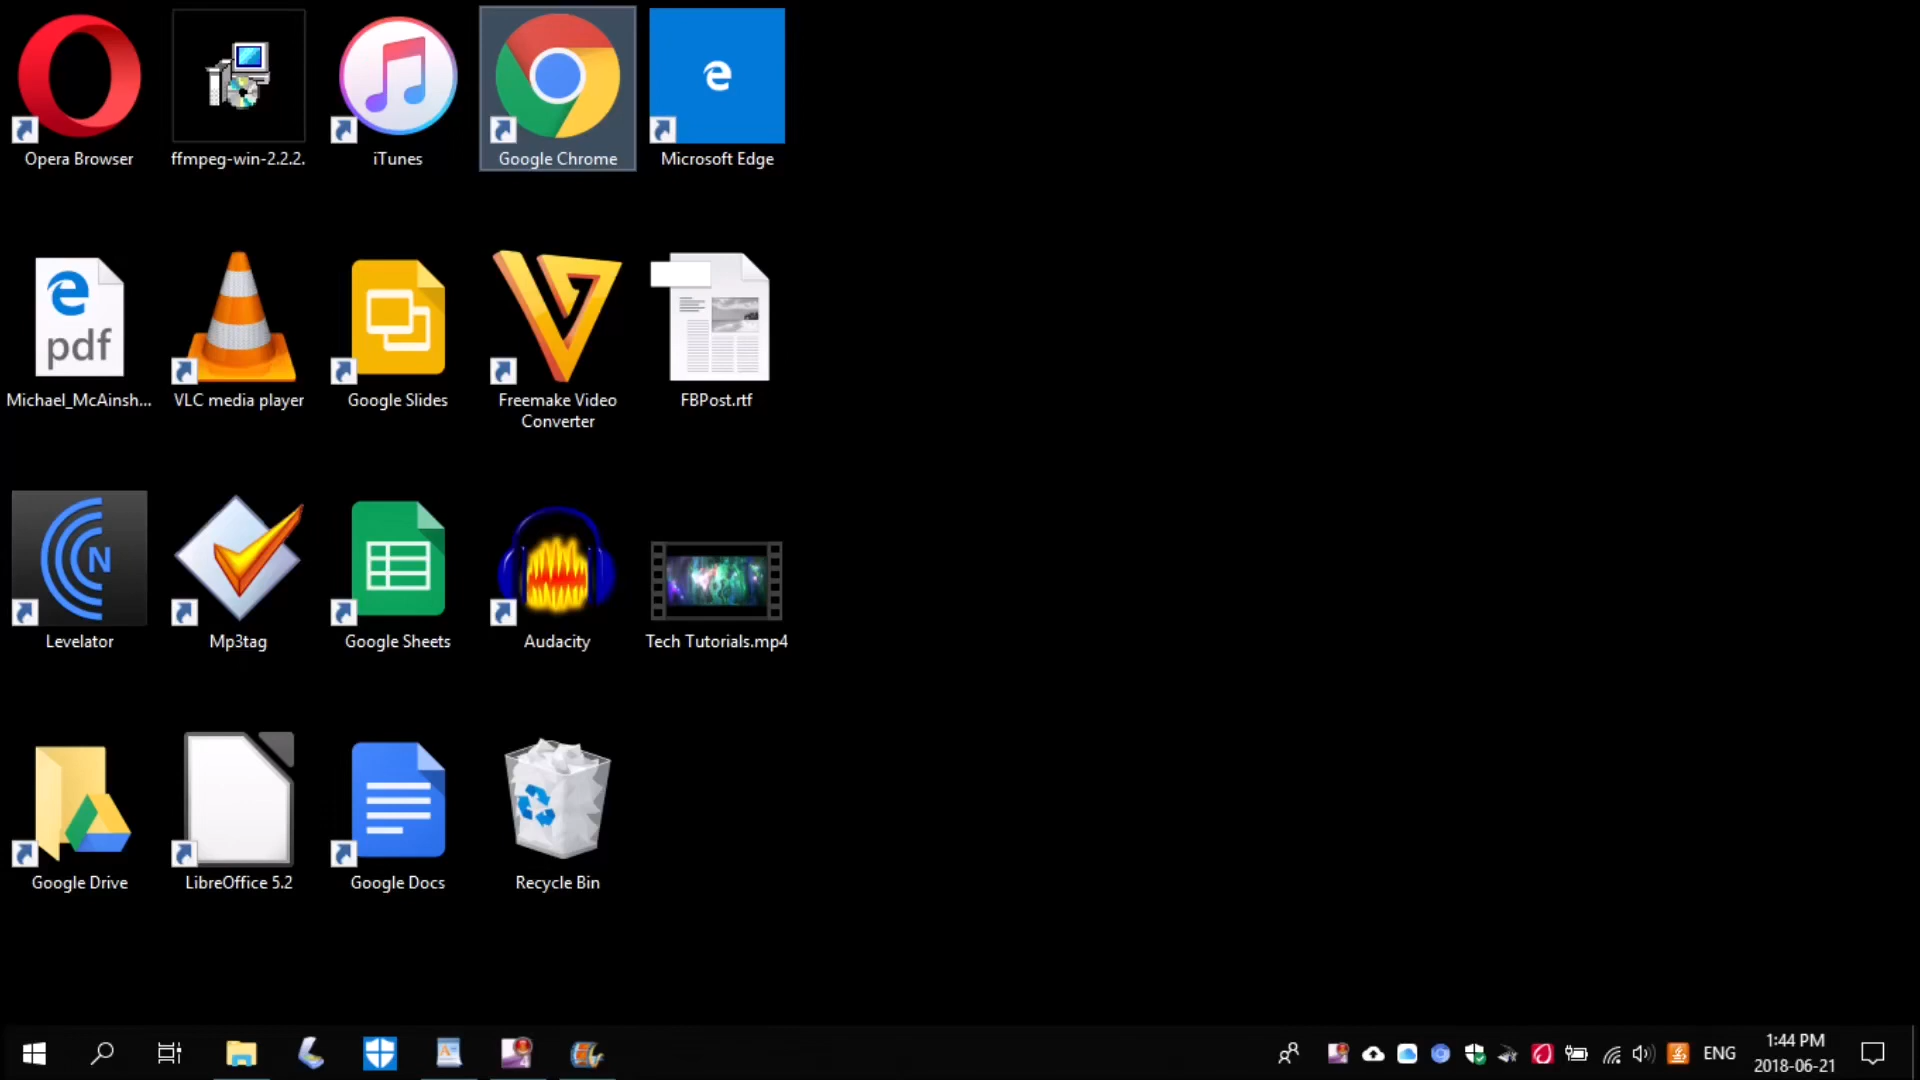 Opera Browser
ffmpeg-win-2.2.2.
iTunes
Google Chrome
Microsoft Edge
pdf
Michael_McAinsh...
VLC media player
Google Slides
Freemake Video
Converter
FBPost.rtf
N
Levelator
Mp3tag
Google Sheets
Audacity
Tech Tutorials.mp4
Google Drive
LibreOffice 5.2
Google Docs
Recycle Bin
ENG
1:44 PM
2018-06-21